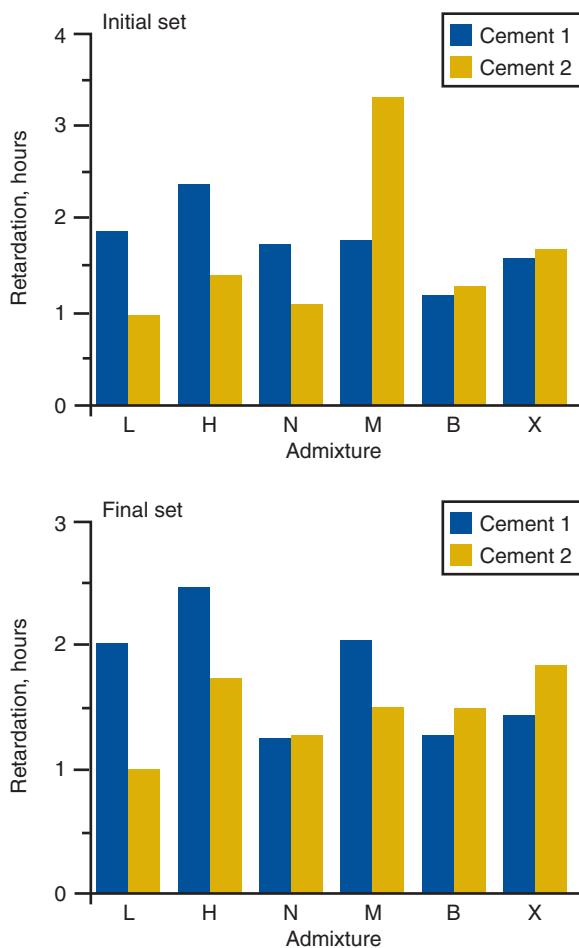 Initial set
Cement 1
Cement 2
Retardation, hours
4
3
2
1
0
L H N M B X
Admixture
Final set
Cement 1
Cement 2
Retardation, hours
3
2
1
0
L H N M B X
Admixture